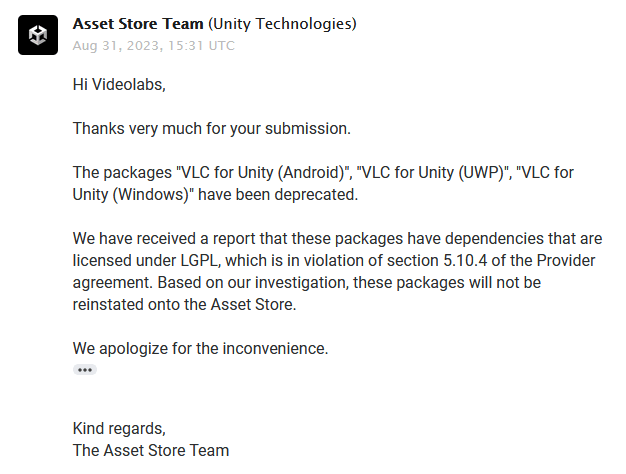 Asset Store Team (Unity Technologies)
Aug 31, 2023, 15:31 UTC
Hi Videolabs,
Thanks very much for your submission.
The packages "VLC for Unity (Android)", "VLC for Unity (UWP)", "VLC for
Unity (Windows)" have been deprecated.
We have received a report that these packages have dependencies that are
licensed under LGPL, which is in violation of section 5.10.4 of the Provider
agreement. Based on our investigation, these packages will not be
reinstated onto the Asset Store.
We apologize for the inconvenience.
Kind regards,
The Asset Store Team